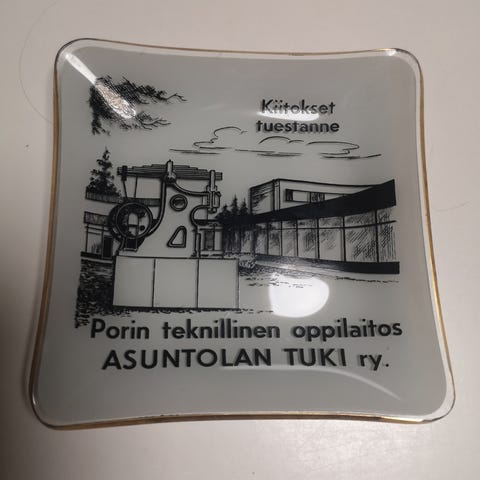 Kiitokset
tuestanne
Porin teknillinen oppilaitos
ASUNTOLAN TUKI ry.